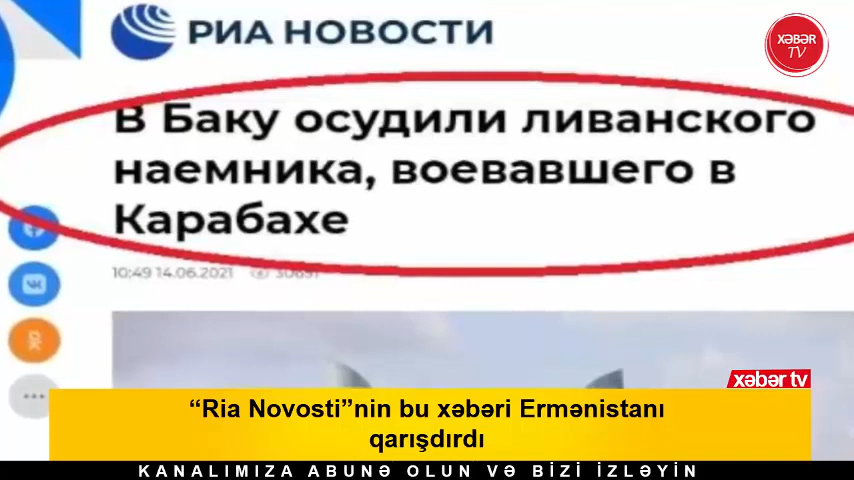 РИА НОВОСТИ
XəBəR
TV
В Баку осудили ливанского
наемника, воевавшего в
Карабахе
10:49 14.06.2021
xəbər tv
“Ria Novosti”nin bu xəbəri Ermənistanı
qarışdırdı
KANALIMIZA ABUNƏ OLUN VƏ BİZİ İZLƏYİN